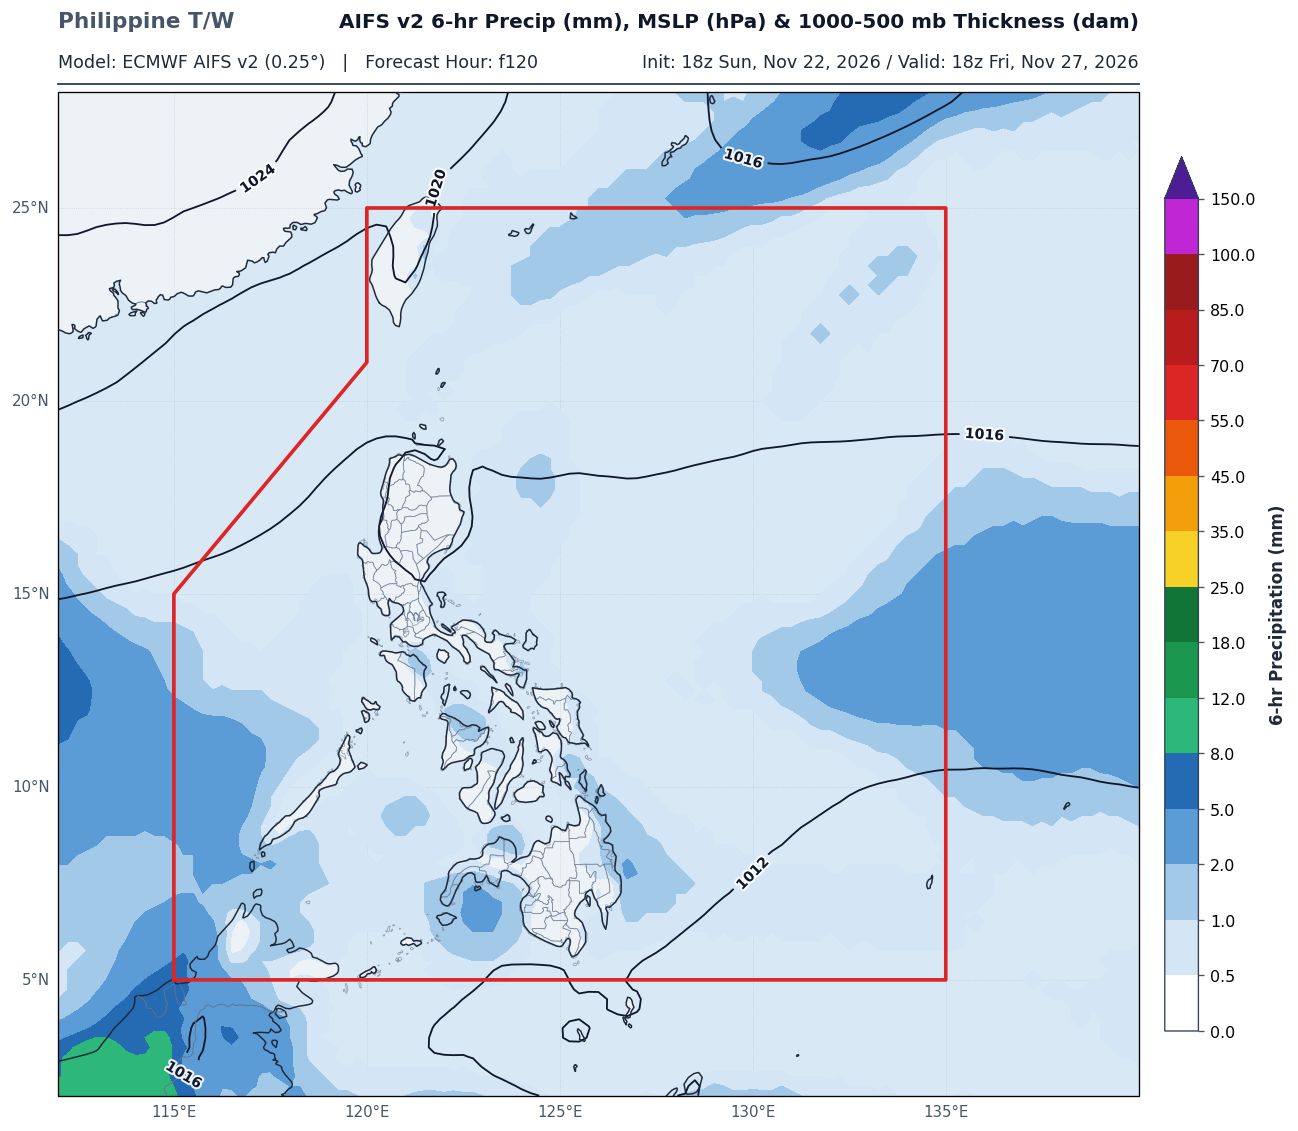 Philippine T/W
AIFS v2 6-hr Precip (mm), MSLP (hPa) & 1000-500 mb Thickness (dam)
Model: ECMWF AIFS v2 (0.25°) | Forecast Hour: f120
Init: 18z Sun, Nov 22, 2026 / Valid: 18z Fri, Nov 27, 2026
1024
1020
1016
1016
1012
1016
25°N
20°N
15°N
10°N
5°N
115°E
120°E
125°E
130°E
135°E
150.0
100.0
85.0
70.0
55.0
45.0
35.0
25.0
18.0
12.0
8.0
5.0
2.0
1.0
0.5
0.0
6-hr Precipitation (mm)